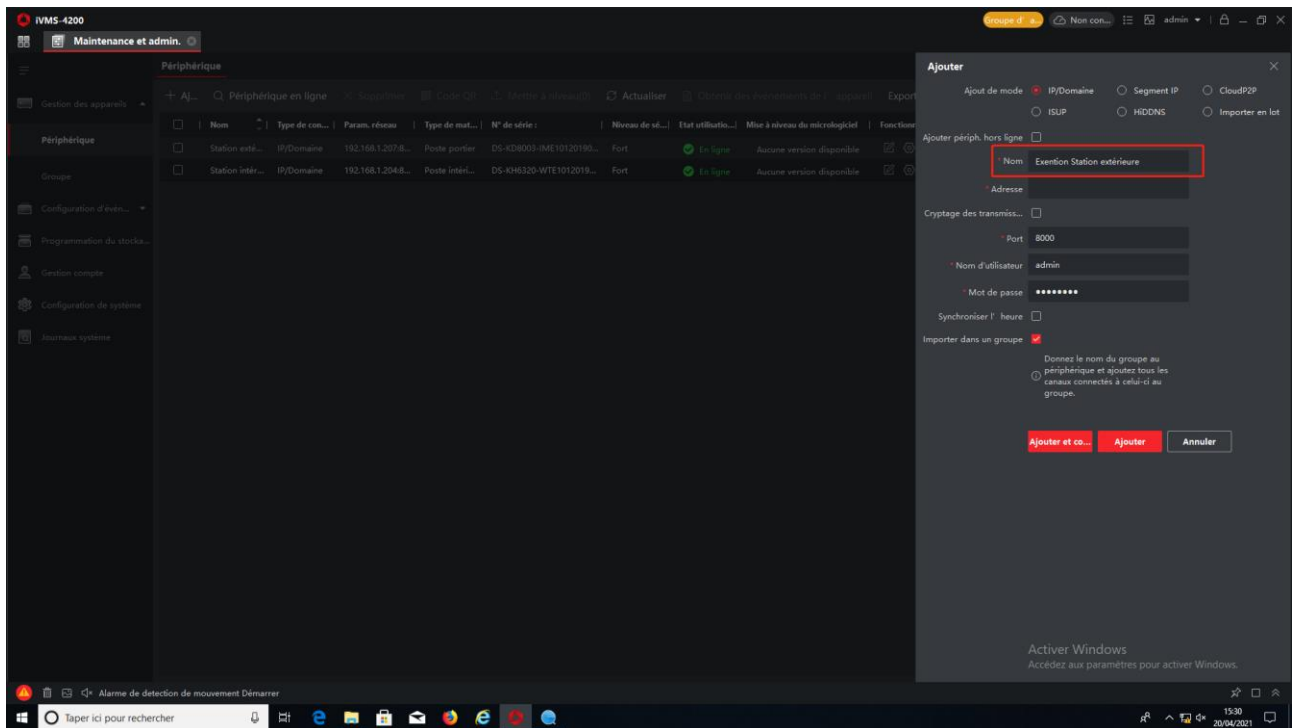 iVMS-4200
Groupe d' a...
Non con...
admin
Maintenance et admin.
Périphérique
Ajouter
+ Aj...
Périphérique en ligne
Supprimer
Code QR
Actualiser
Export
Gestion des appareils
Périphérique
Groupe
Configuration d'évén...
Programmation du stocka...
Gestion compte
Configuration de système
Journaux système
Nom
Type de con...
Param. réseau
Type de mat...
N° de série :
Niveau de sé...
Etat utilisatio...
Mise à niveau du micrologiciel
Fonctionn
Station exté...
IP/Domaine
192.168.1.207:8...
Poste portier
DS-KD8003-IME10120190...
Fort
En ligne
Aucune version disponible
Station intér...
IP/Domaine
192.168.1.204:8...
Poste intéri...
DS-KH6320-WTE1012019...
Fort
En ligne
Aucune version disponible
Ajout de mode
IP/Domaine
Segment IP
CloudP2P
ISUP
HiDDNS
Importer en lot
Ajouter périph. hors ligne
* Nom
Exention Station extérieure
* Adresse
Cryptage des transmiss...
* Port
8000
* Nom d'utilisateur
admin
* Mot de passe
••••••••
Synchroniser l' heure
Importer dans un groupe
Donnez le nom du groupe au
périphérique et ajoutez tous les
canaux connectés à celui-ci au
groupe.
Ajouter et co...
Ajouter
Annuler
Activer Windows
Accédez aux paramètres pour activer Windows.
Alarme de detection de mouvement Démarrer
Taper ici pour rechercher
15:30
20/04/2021